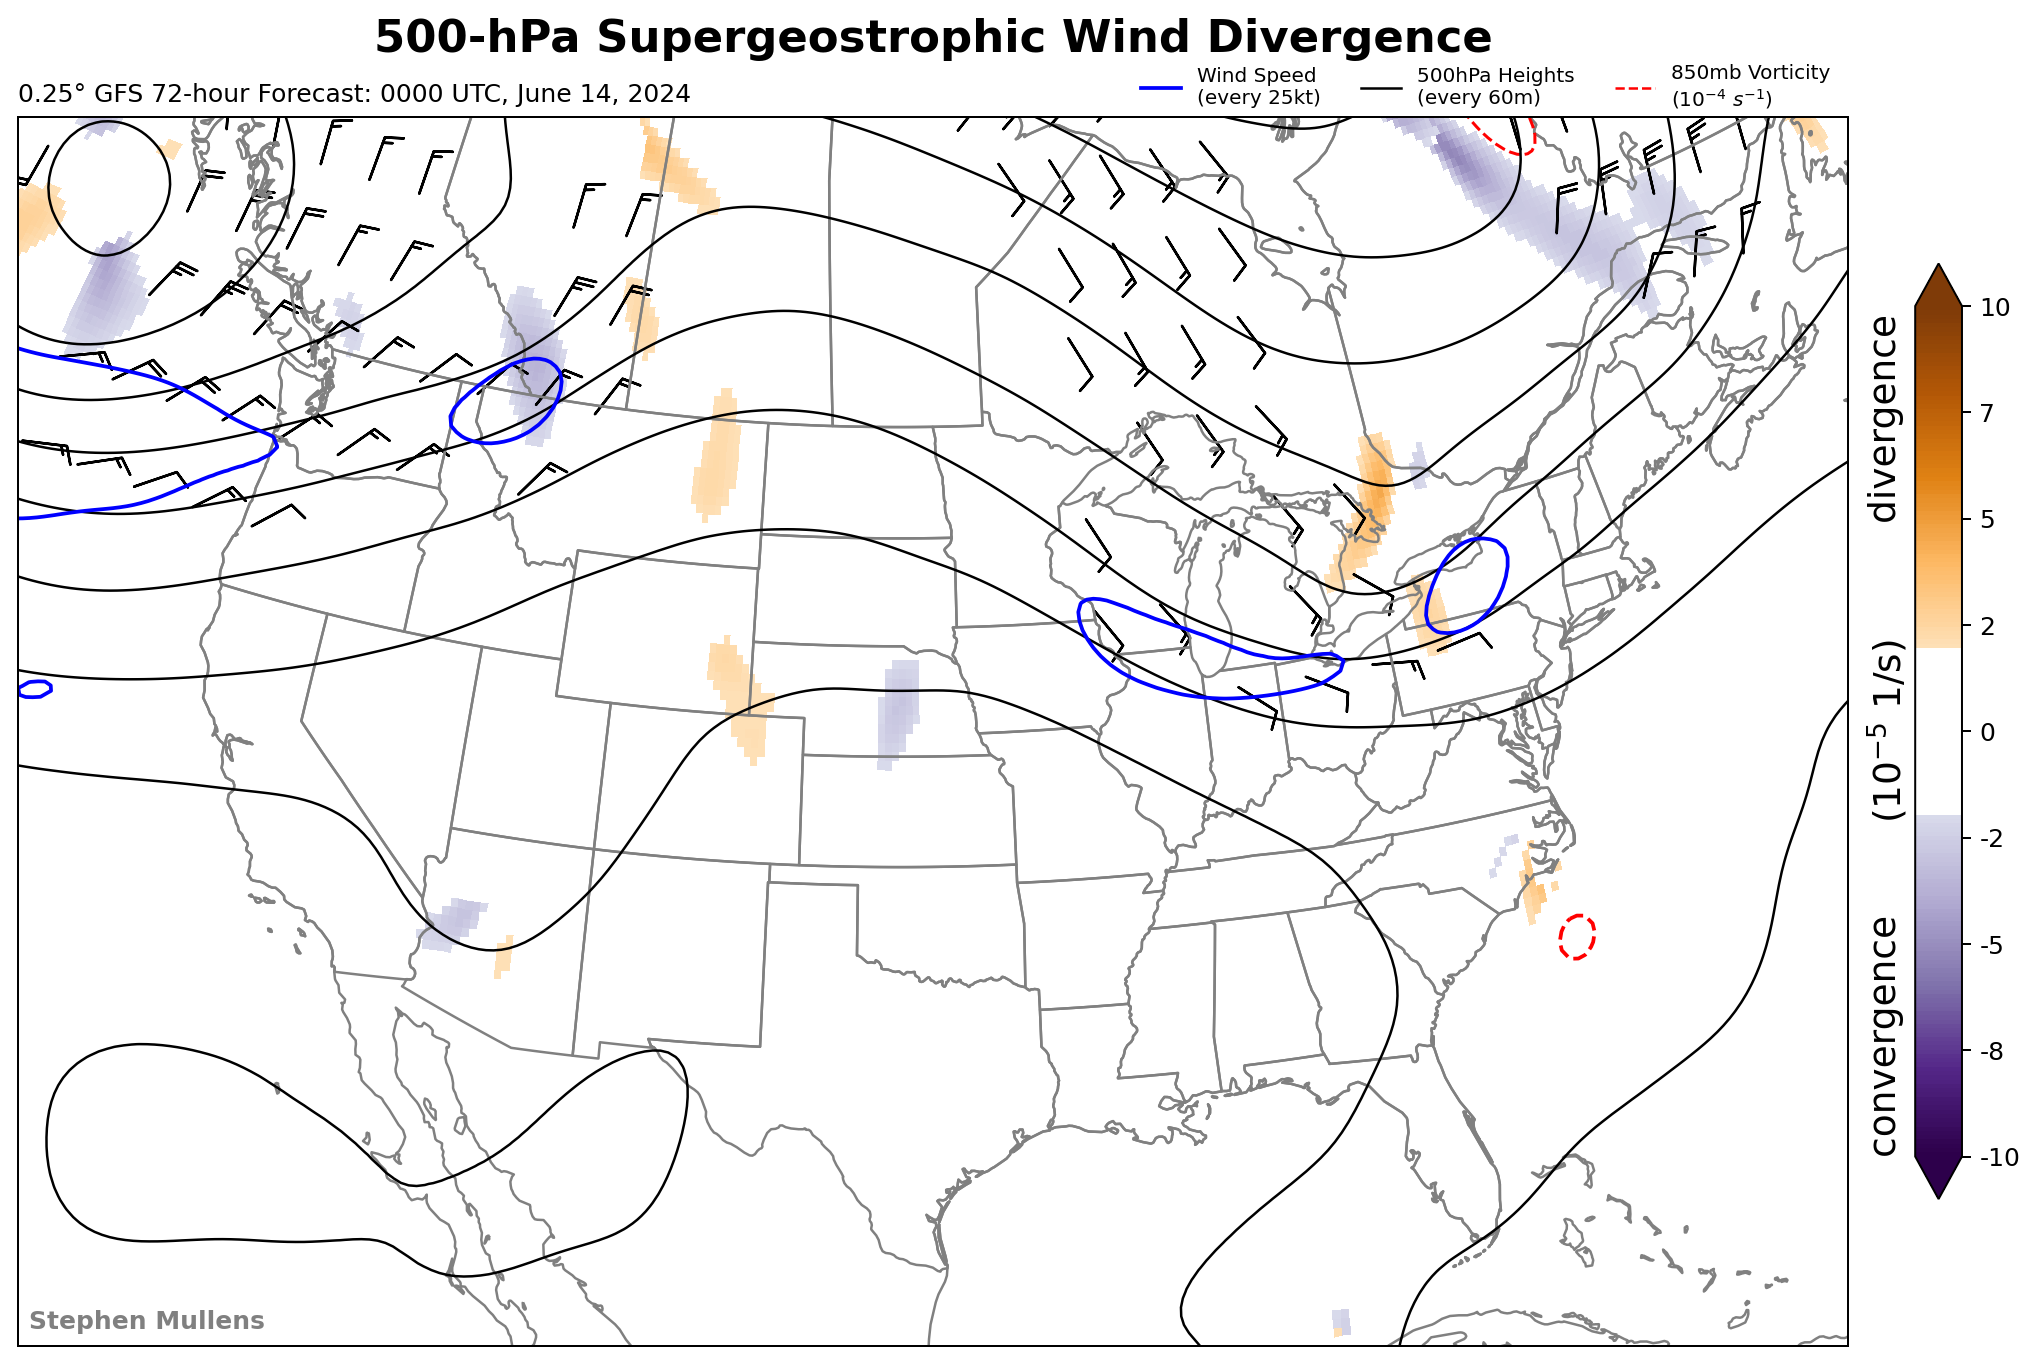 500-hPa Supergeostrophic Wind Divergence
0.25° GFS 72-hour Forecast: 0000 UTC, June 14, 2024
Wind Speed
(every 25kt)
500hPa Heights
(every 60m)
850mb Vorticity
(10⁻⁴ s⁻¹)
convergence (10⁻⁵ 1/s) divergence
10
7
5
2
0
-2
-5
-8
-10
Stephen Mullens